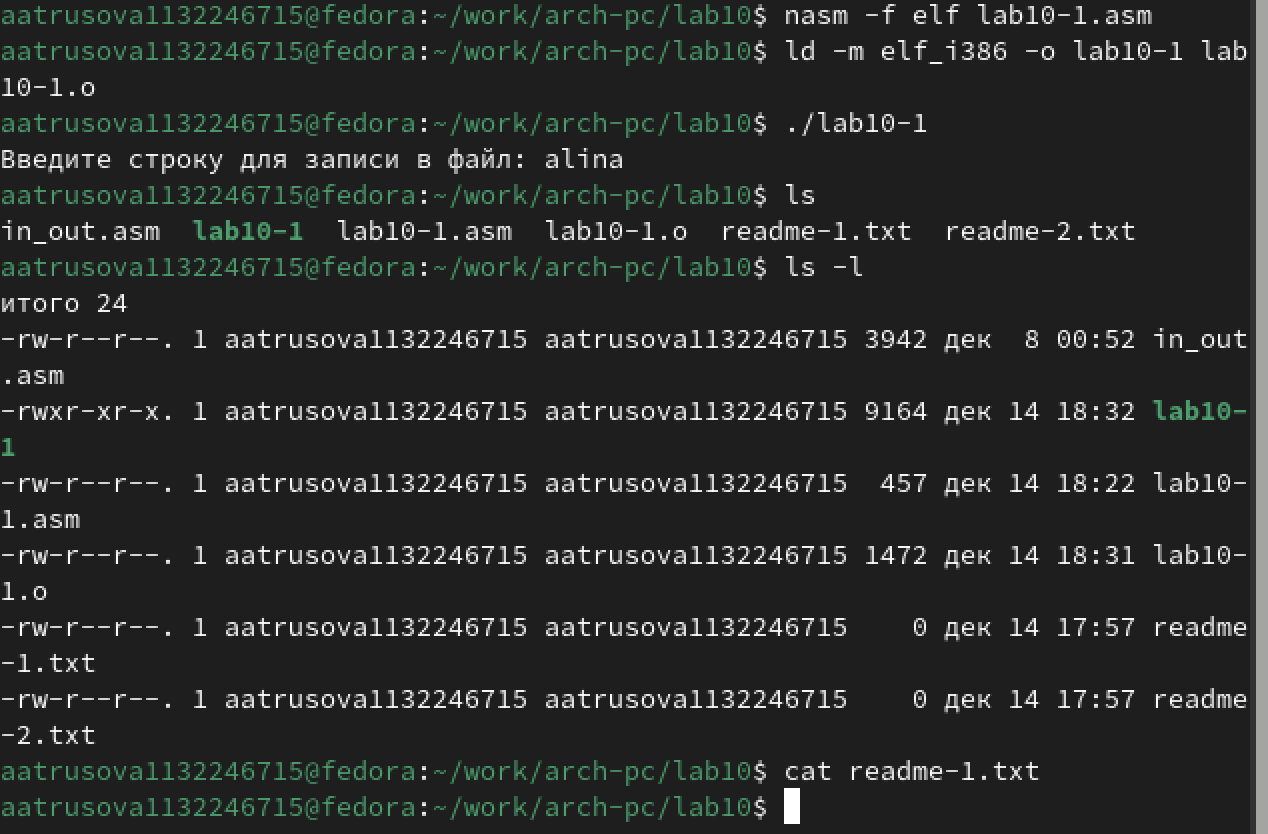 aatrusova1132246715@fedora:~/work/arch-pc/lab10$ nasm -f elf lab10-1.asm
aatrusova1132246715@fedora:~/work/arch-pc/lab10$ ld -m elf_i386 -o lab10-1 lab
10-1.o
aatrusova1132246715@fedora:~/work/arch-pc/lab10$ ./lab10-1
Введите строку для записи в файл: alina
aatrusova1132246715@fedora:~/work/arch-pc/lab10$ ls
in_out.asm  lab10-1  lab10-1.asm  lab10-1.o  readme-1.txt  readme-2.txt
aatrusova1132246715@fedora:~/work/arch-pc/lab10$ ls -l
итого 24
-rw-r--r--. 1 aatrusova1132246715 aatrusova1132246715 3942 дек  8 00:52 in_out
.asm
-rwxr-xr-x. 1 aatrusova1132246715 aatrusova1132246715 9164 дек 14 18:32 lab10-
1
-rw-r--r--. 1 aatrusova1132246715 aatrusova1132246715  457 дек 14 18:22 lab10-
1.asm
-rw-r--r--. 1 aatrusova1132246715 aatrusova1132246715 1472 дек 14 18:31 lab10-
1.o
-rw-r--r--. 1 aatrusova1132246715 aatrusova1132246715    0 дек 14 17:57 readme
-1.txt
-rw-r--r--. 1 aatrusova1132246715 aatrusova1132246715    0 дек 14 17:57 readme
-2.txt
aatrusova1132246715@fedora:~/work/arch-pc/lab10$ cat readme-1.txt
aatrusova1132246715@fedora:~/work/arch-pc/lab10$